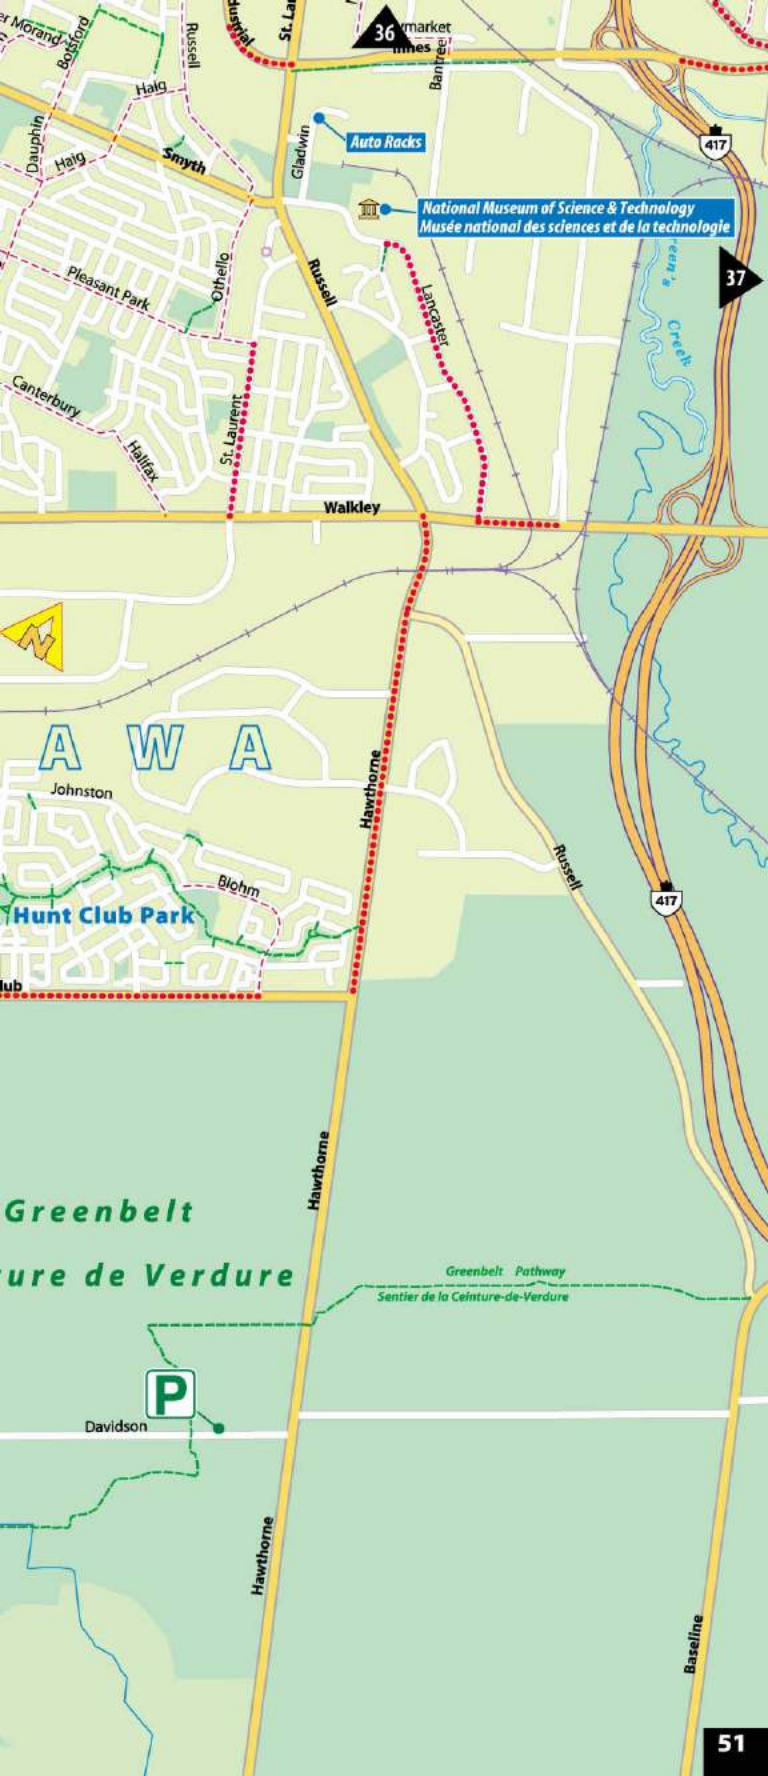 Industrial
St. La
36
Innes
Bantree
er Morand
Botsford
Russell
Haig
Dauphin
Haig
Smyth
Gladwin
Auto Racks
417
National Museum of Science & Technology
Musée national des sciences et de la technologie
Pleasant Park
Othello
Russell
Lancaster
Creek
37
Canterbury
Halifax
St. Laurent
Walkley
N
A W A
Johnston
Hawthorne
Blohm
Russell
417
Hunt Club Park
lub
Hawthorne
Greenbelt
ure de Verdure
Greenbelt Pathway
Sentier de la Ceinture-de-Verdure
P
Davidson
Hawthorne
Baseline
51